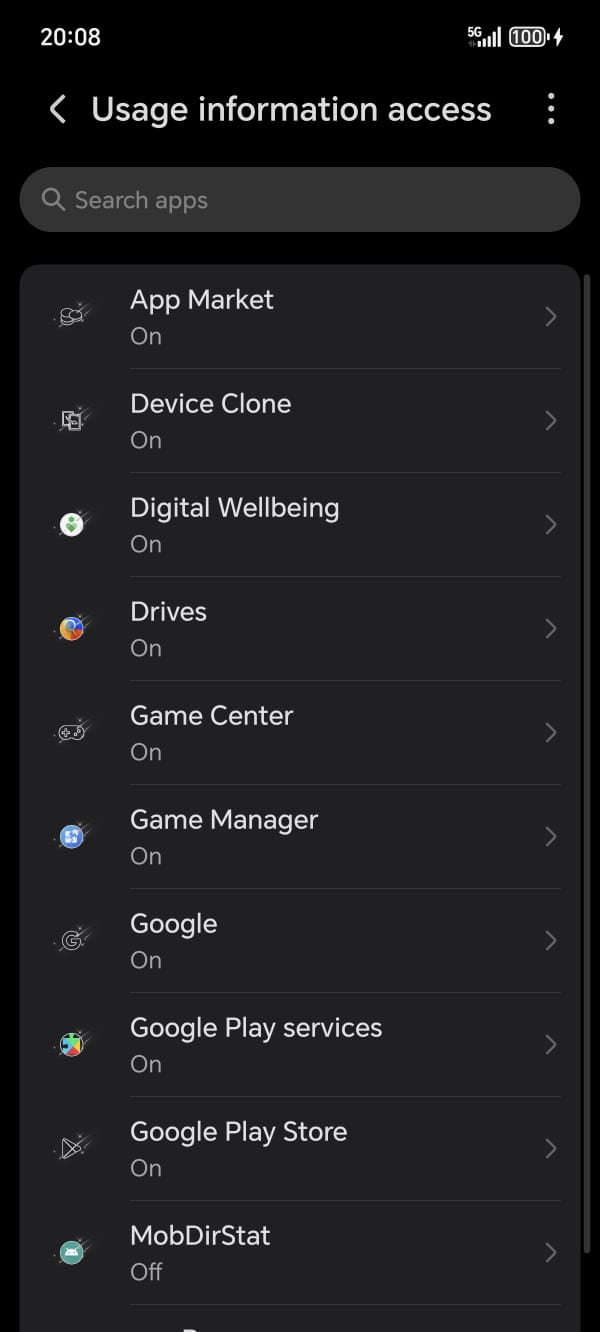 20:08
5G 100
Usage information access
Search apps
App Market
On
Device Clone
On
Digital Wellbeing
On
Drives
On
Game Center
On
Game Manager
On
Google
On
Google Play services
On
Google Play Store
On
MobDirStat
Off